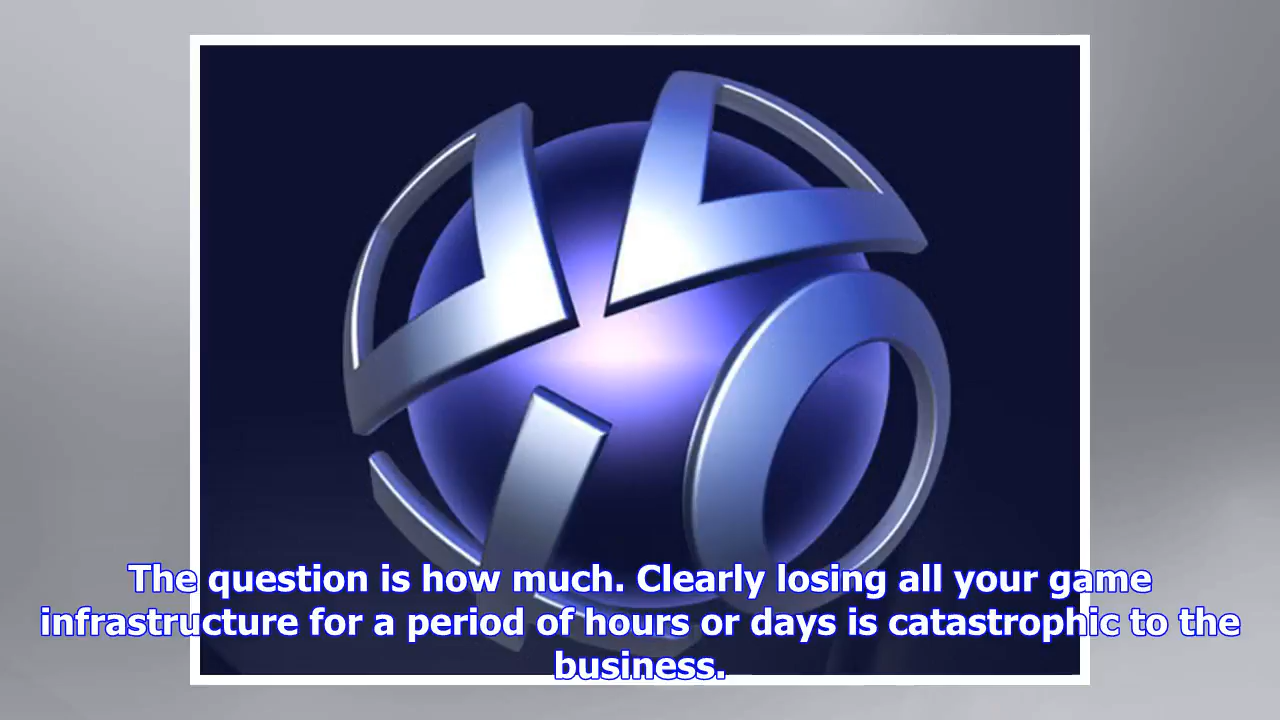 The question is how much. Clearly losing all your game
infrastructure for a period of hours or days is catastrophic to the
business.